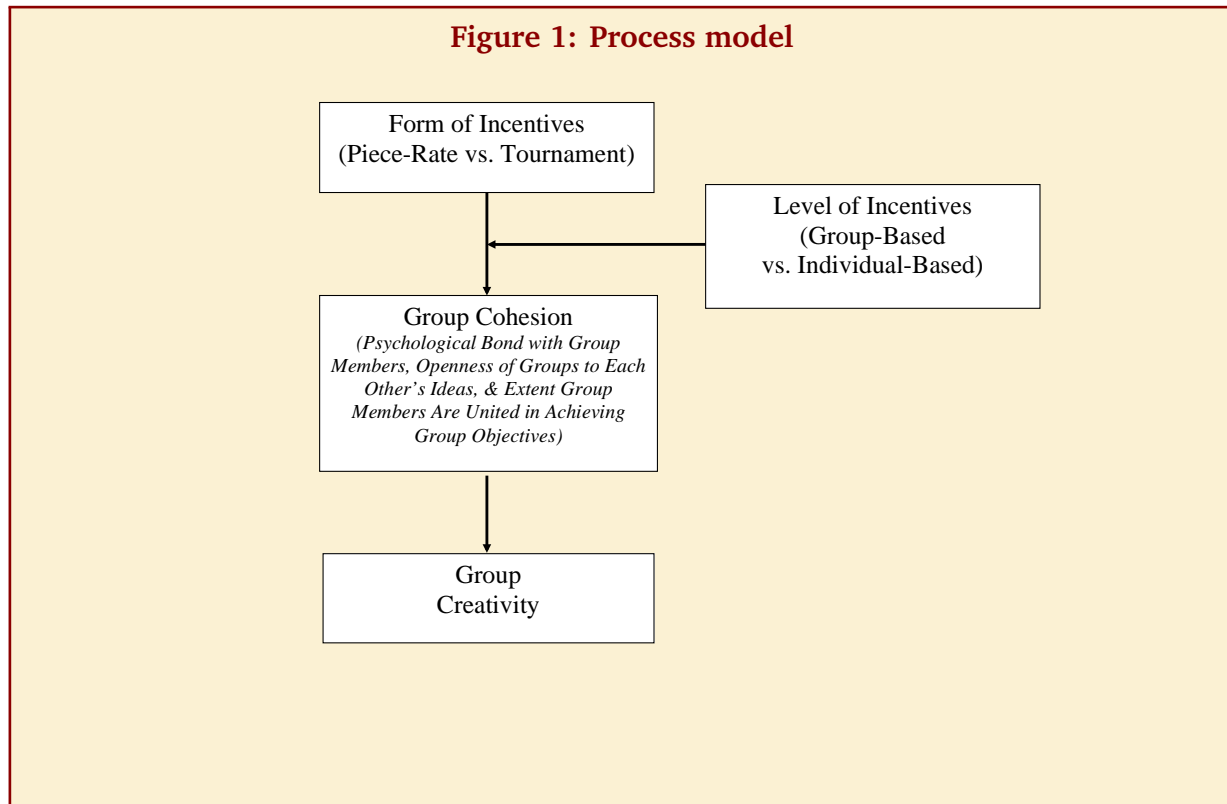 Figure 1: Process model
Form of Incentives
(Piece-Rate vs. Tournament)
Level of Incentives
(Group-Based
vs. Individual-Based)
Group Cohesion
(Psychological Bond with Group
Members, Openness of Groups to Each
Other's Ideas, & Extent Group
Members Are United in Achieving
Group Objectives)
Group
Creativity